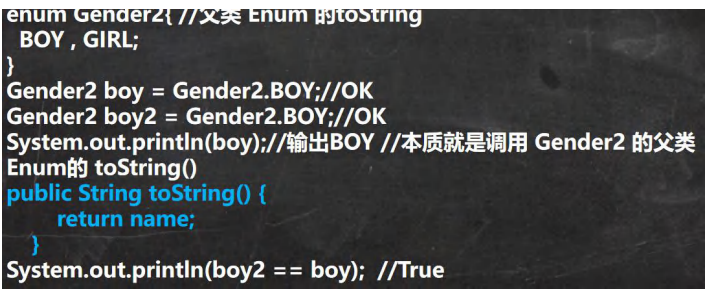 enum Gender2{ //父类 Enum 的toString
BOY , GIRL;
}
Gender2 boy = Gender2.BOY;//OK
Gender2 boy2 = Gender2.BOY;//OK
System.out.println(boy);//输出BOY //本质就是调用 Gender2 的父类
Enum的 toString()
public String toString() {
return name;
}
System.out.println(boy2 == boy); //True